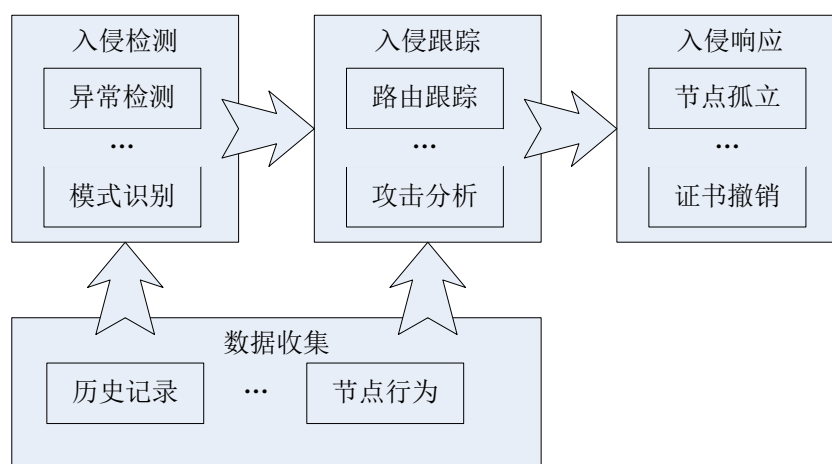 入侵检测
异常检测
...
模式识别
入侵跟踪
路由跟踪
...
攻击分析
入侵响应
节点孤立
...
证书撤销
数据收集
历史记录
...
节点行为